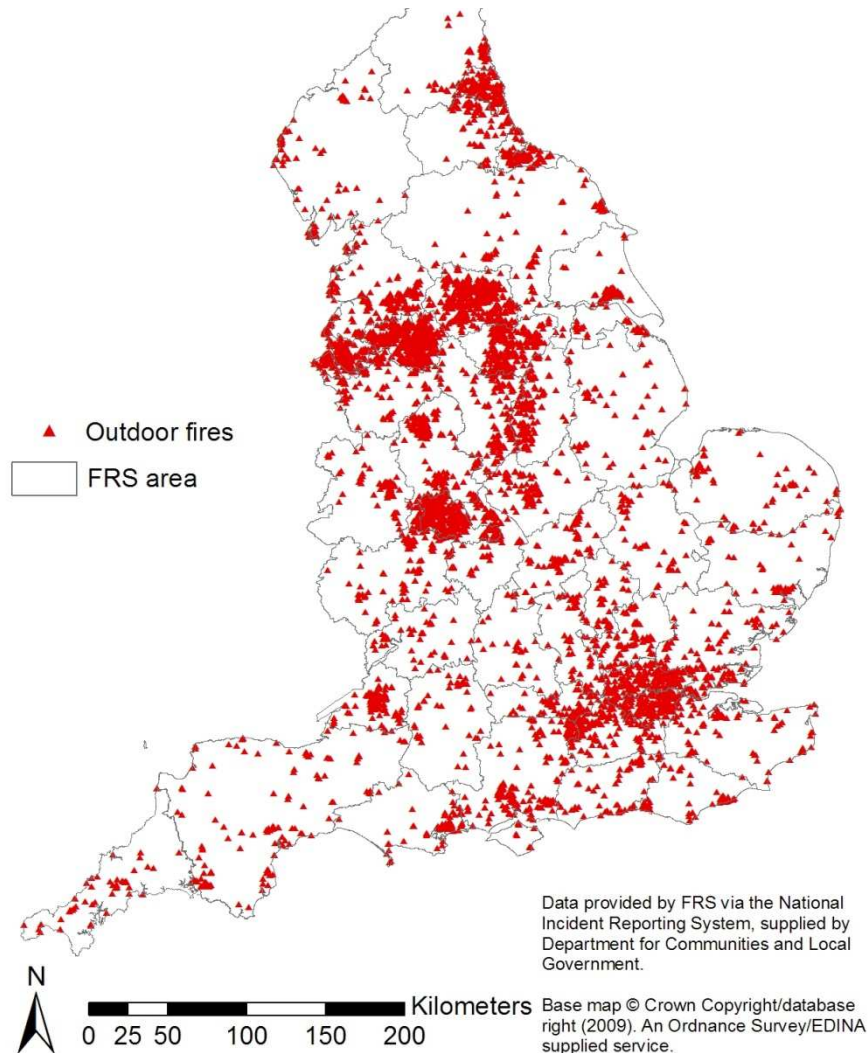 Outdoor fires
FRS area
Data provided by FRS via the National
Incident Reporting System, supplied by
Department for Communities and Local
Government.
N
Kilometers
0 25 50 100 150 200
Base map © Crown Copyright/database
right (2009). An Ordnance Survey/EDINA
supplied service.